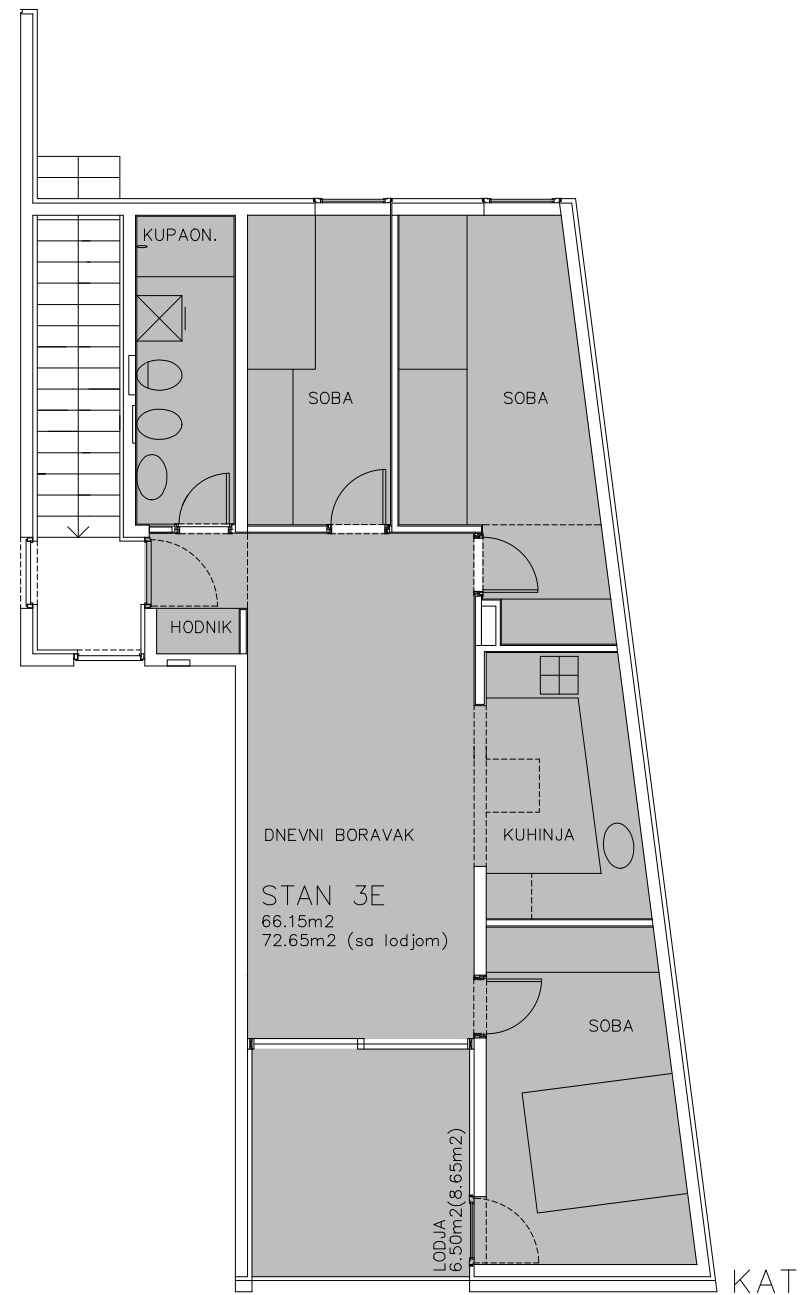 KUPAON.
SOBA
SOBA
HODNIK
DNEVNI BORAVAK
KUHINJA
STAN 3E
66.15m2
72.65m2 (sa lodjom)
SOBA
LODJA
6.50m2(8.65m2)
KAT